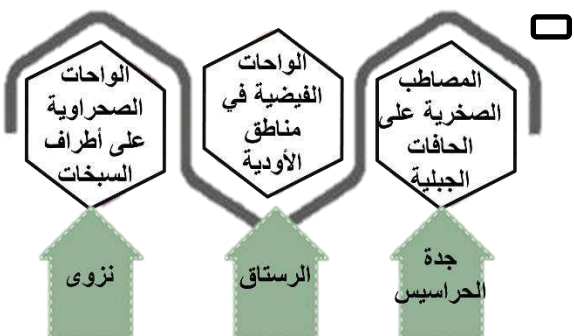 المصاطب
الصخرية على
الحافات
الجبلية
الواحات
الفيضية في
مناطق
الأودية
الواحات
الصحراوية
على أطراف
السبخات
جدة
الحراسيس
الرستاق
نزوى